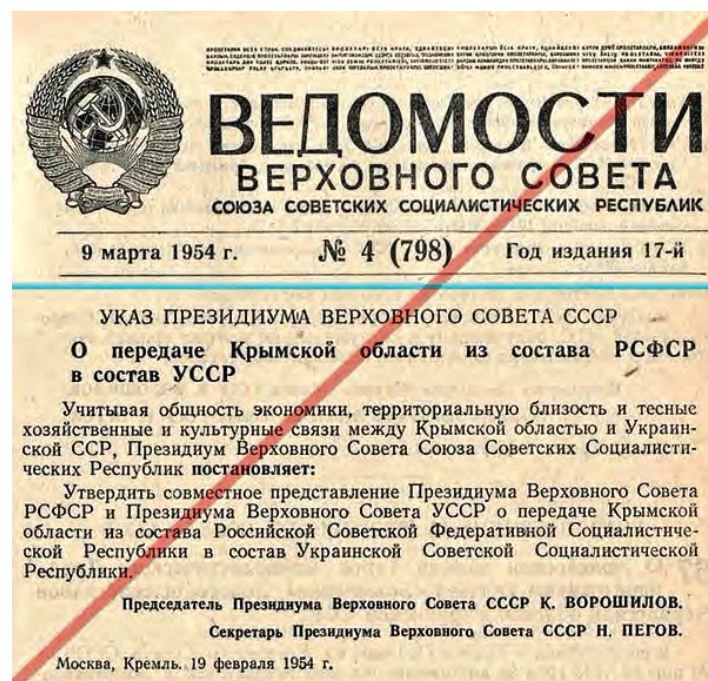 ВЕДОМОСТИ
ВЕРХОВНОГО СОВЕТА
СОЮЗА СОВЕТСКИХ СОЦИАЛИСТИЧЕСКИХ РЕСПУБЛИК
9 марта 1954 г. № 4 (798) Год издания 17-й
УКАЗ ПРЕЗИДИУМА ВЕРХОВНОГО СОВЕТА СССР
О передаче Крымской области из состава РСФСР
в состав УССР
Учитывая общность экономики, территориальную близость и тесные
хозяйственные и культурные связи между Крымской областью и Украин-
ской ССР, Президиум Верховного Совета Союза Советских Социалисти-
ческих Республик постановляет:
Утвердить совместное представление Президиума Верховного Совета
РСФСР и Президиума Верховного Совета УССР о передаче Крымской
области из состава Российской Советской Федеративной Социалистиче-
ской Республики в состав Украинской Советской Социалистической
Республики.
Председатель Президиума Верховного Совета СССР К. ВОРОШИЛОВ.
Секретарь Президиума Верховного Совета СССР Н. ПЕГОВ.
Москва, Кремль. 19 февраля 1954 г.